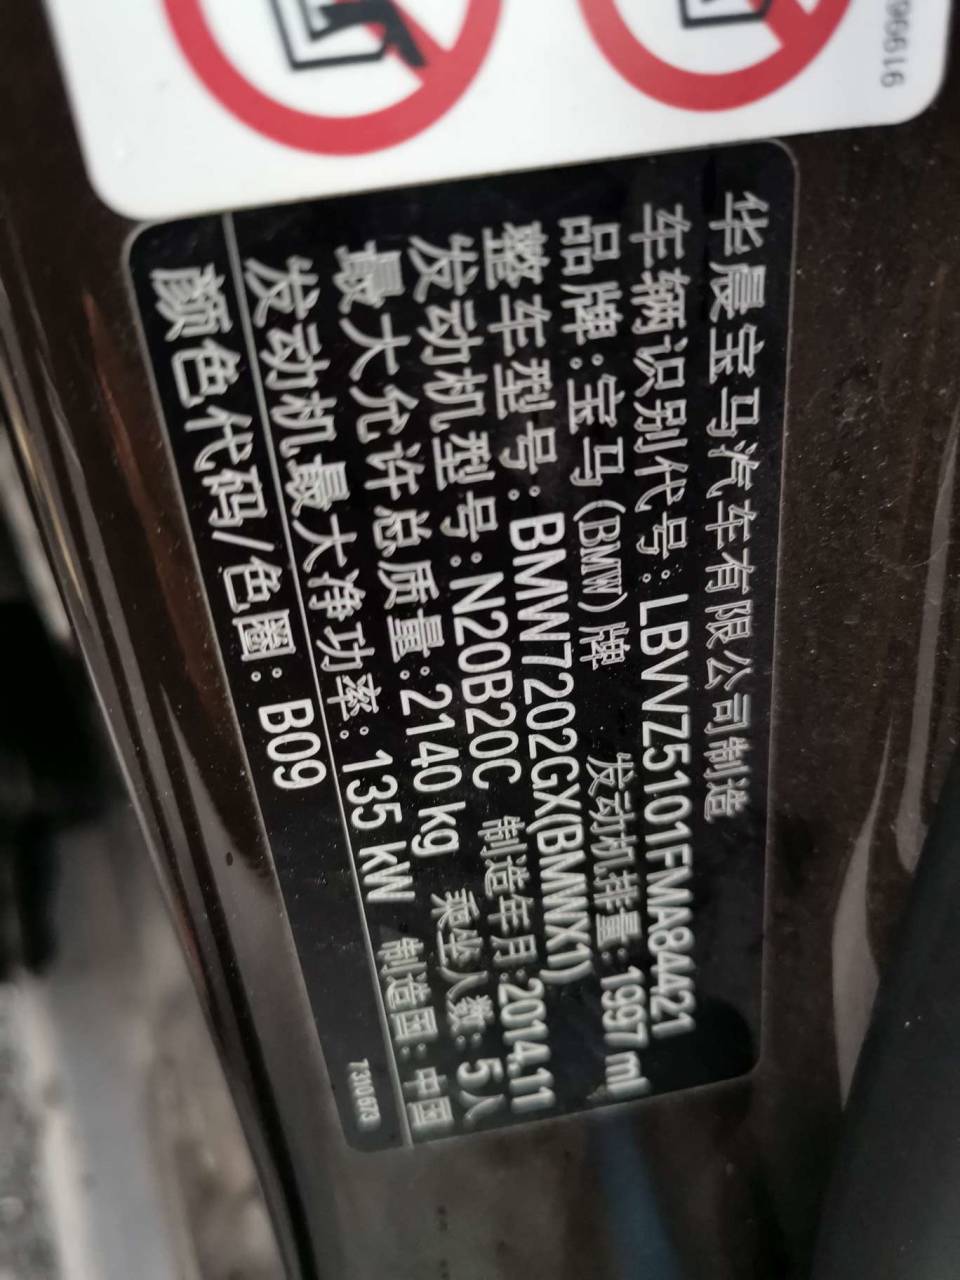 96616
华晨宝马汽车有限公司制造
车辆识别代号:LBVVZ5101FMA84421
品牌:宝马(BMW)牌 发动机排量:1997 ml
整车型号:BMW7202GX(BMWX1)
发动机型号:N20B20C 制造年月:2014.11
最大允许总质量:2140 kg 乘坐人数:5人
发动机最大净功率:135 kW 制造国:中国
颜色代码/色圈:B09
7310673